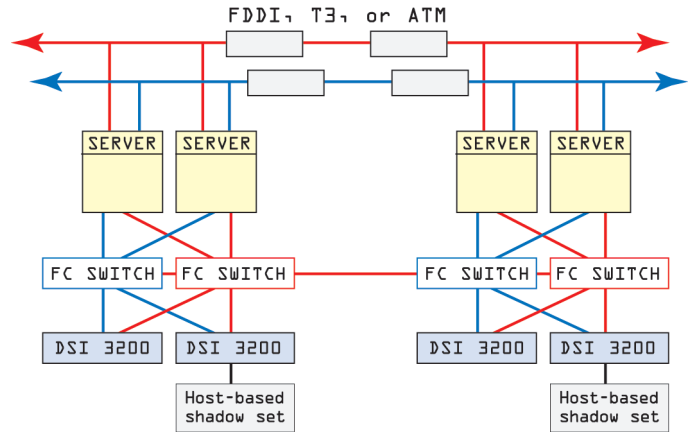 FDDI, T3, or ATM
SERVER
SERVER
SERVER
SERVER
FC SWITCH
FC SWITCH
FC SWITCH
FC SWITCH
DSI 3200
DSI 3200
DSI 3200
DSI 3200
Host-based
shadow set
Host-based
shadow set